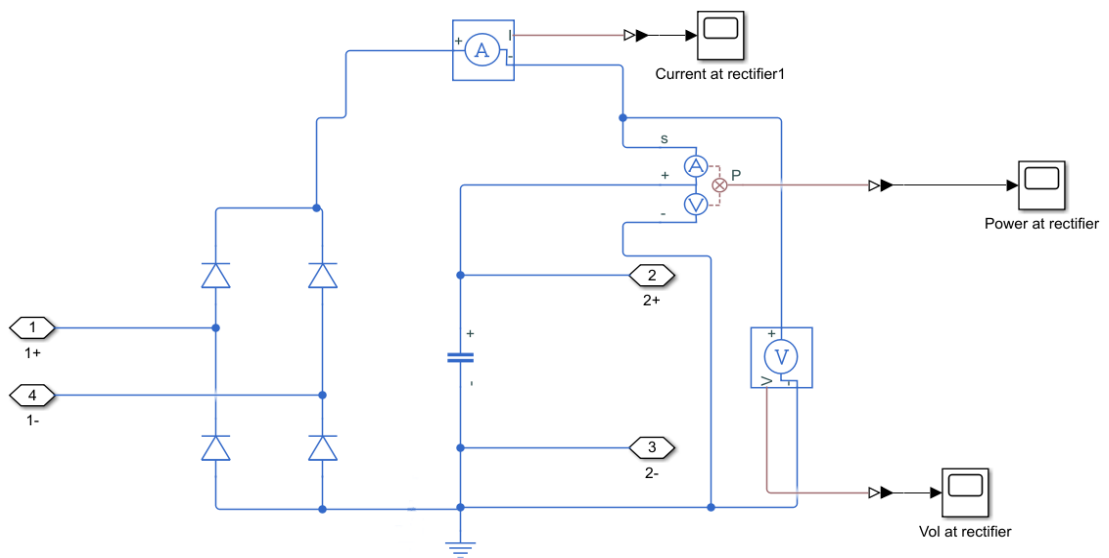 +
A
I
-
Current at rectifier1
s
A
+
P
V
-
Power at rectifier
2
2+
1
1+
+
+
V
4
1-
-
V
-
3
2-
Vol at rectifier